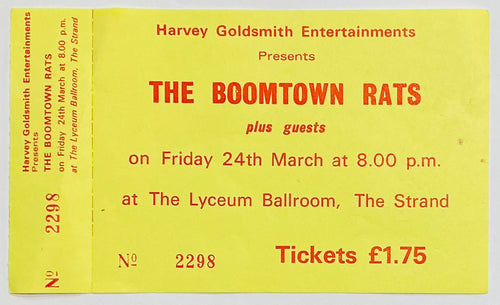 Harvey Goldsmith Entertainments
Presents
THE BOOMTOWN RATS
on Friday 24th March at 8.00 p.m.
at The Lyceum Ballroom, The Strand
Nº 2298
Harvey Goldsmith Entertainments
Presents
THE BOOMTOWN RATS
plus guests
on Friday 24th March at 8.00 p.m.
at The Lyceum Ballroom, The Strand
Nº 2298
Tickets £1.75